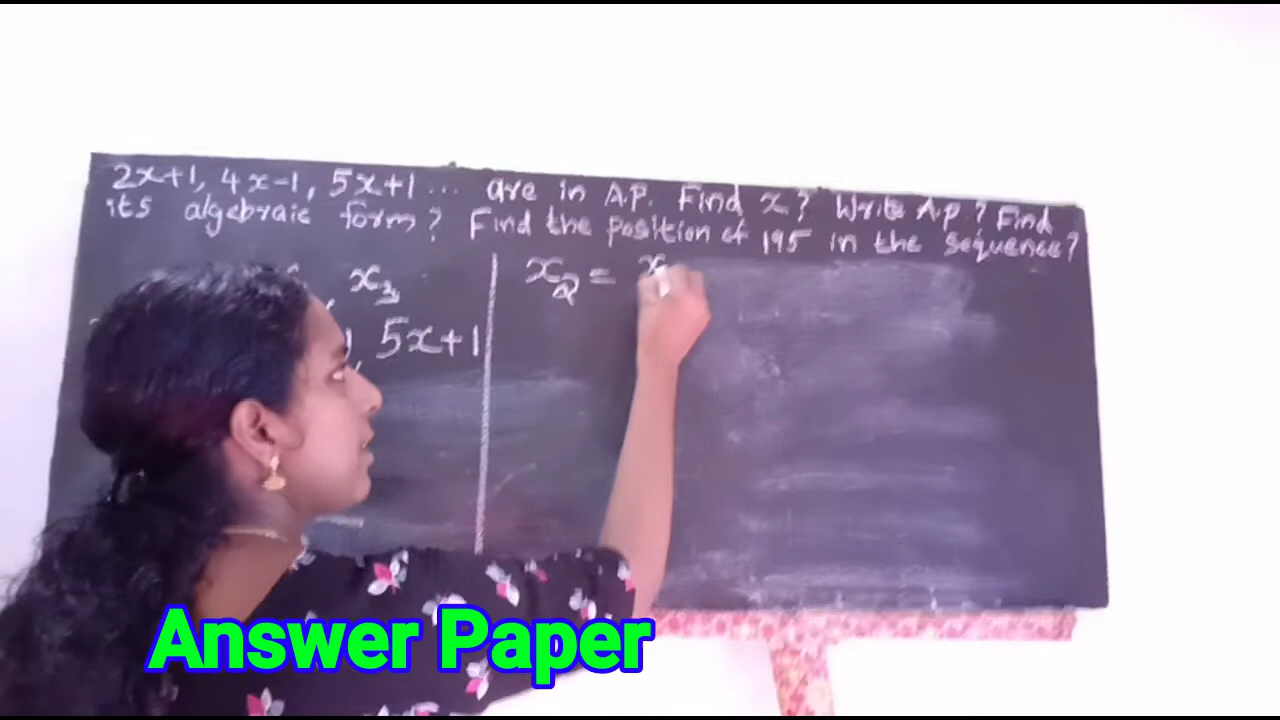 2x+1, 4x-1, 5x+1... are in A.P. Find x? Write A.p.? Find
its algebraic form? Find the position of 195 in the sequence?
x3
x2 = x
5x+1
Answer Paper